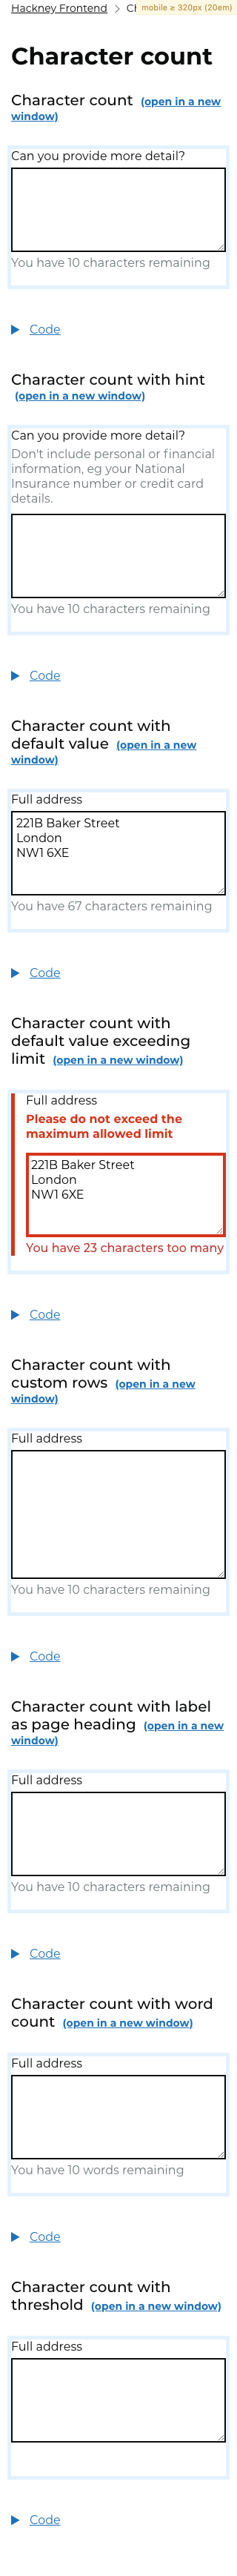 Hackney Frontend
mobile ≥ 320px (20em)
Character count
Character count (open in a new
window)
Can you provide more detail?
You have 10 characters remaining
Code
Character count with hint
(open in a new window)
Can you provide more detail?
Don't include personal or financial
information, eg your National
Insurance number or credit card
details.
You have 10 characters remaining
Code
Character count with
default value (open in a new
window)
Full address
221B Baker Street
London
NW1 6XE
You have 67 characters remaining
Code
Character count with
default value exceeding
limit (open in a new window)
Full address
Please do not exceed the
maximum allowed limit
221B Baker Street
London
NW1 6XE
You have 23 characters too many
Code
Character count with
custom rows (open in a new
window)
Full address
You have 10 characters remaining
Code
Character count with label
as page heading (open in a new
window)
Full address
You have 10 characters remaining
Code
Character count with word
count (open in a new window)
Full address
You have 10 words remaining
Code
Character count with
threshold (open in a new window)
Full address
Code